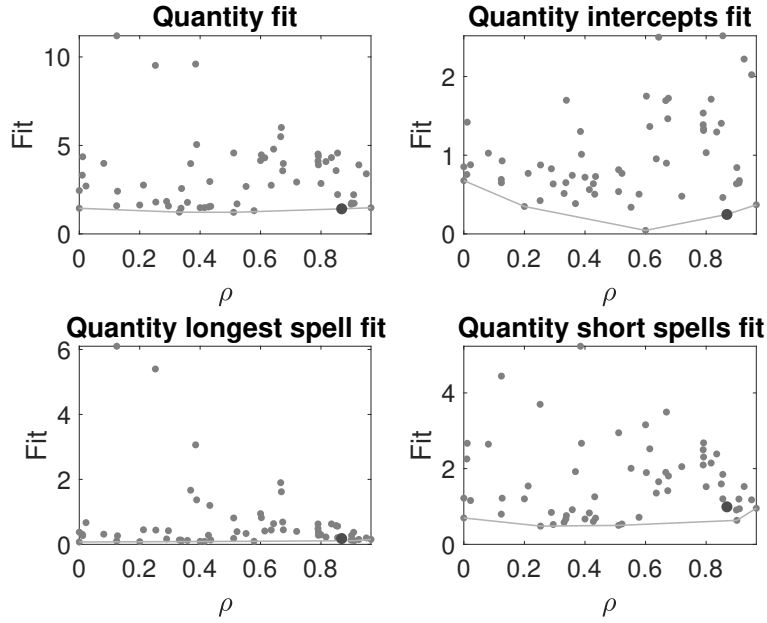 Quantity fit
10
5
0
Fit
0 0.2 0.4 0.6 0.8
ρ
Quantity intercepts fit
2
1
0
Fit
0 0.2 0.4 0.6 0.8
ρ
Quantity longest spell fit
6
4
2
0
Fit
0 0.2 0.4 0.6 0.8
ρ
Quantity short spells fit
4
2
0
Fit
0 0.2 0.4 0.6 0.8
ρ